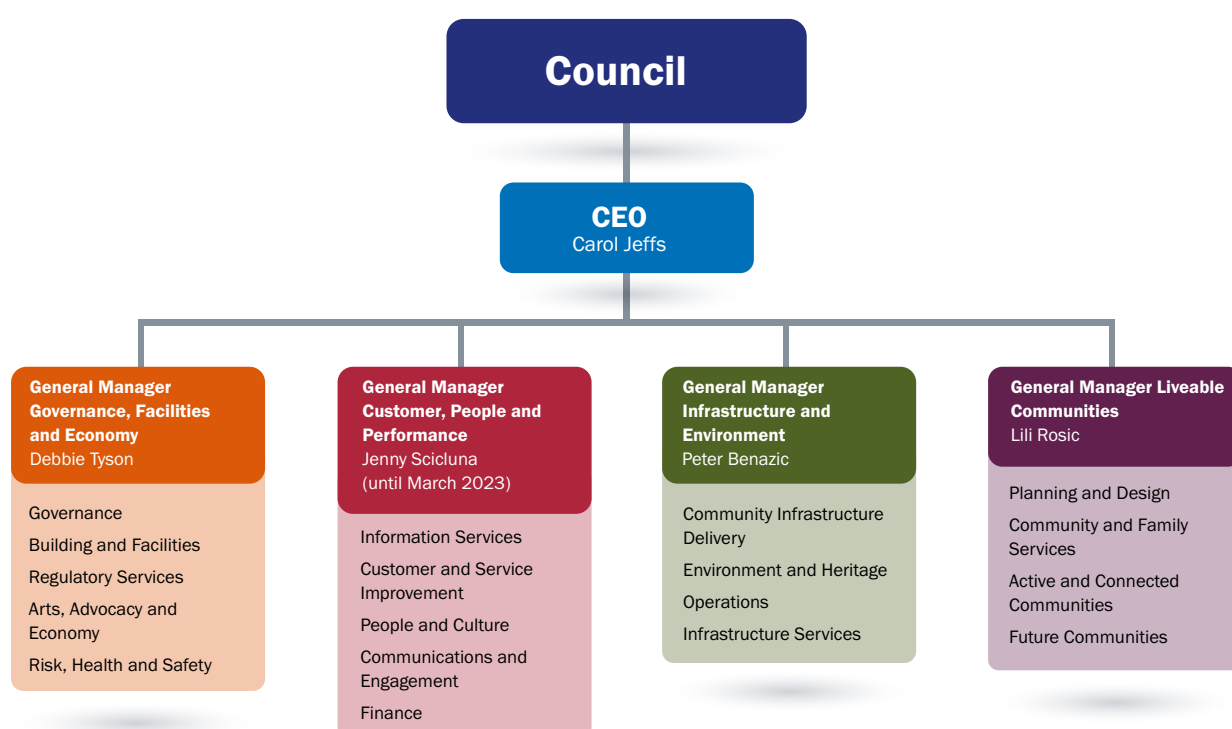 Council
CEO
Carol Jeffs
General Manager
Governance, Facilities
and Economy
Debbie Tyson
Governance
Building and Facilities
Regulatory Services
Arts, Advocacy and
Economy
Risk, Health and Safety
General Manager
Customer, People and
Performance
Jenny Scicluna
(until March 2023)
Information Services
Customer and Service
Improvement
People and Culture
Communications and
Engagement
Finance
General Manager
Infrastructure and
Environment
Peter Benazic
Community Infrastructure
Delivery
Environment and Heritage
Operations
Infrastructure Services
General Manager Liveable
Communities
Lili Rosic
Planning and Design
Community and Family
Services
Active and Connected
Communities
Future Communities